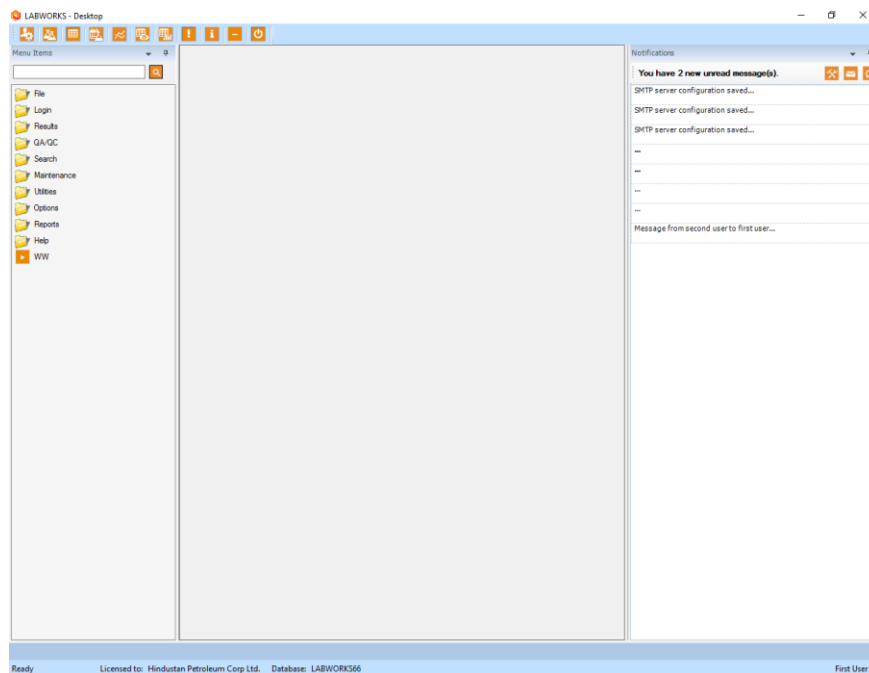 LABWORKS - Desktop
Menu Items
File
Login
Results
QA/QC
Search
Maintenance
Utilities
Options
Reports
Help
WW
Notifications
You have 2 new unread message(s).
SMTP server configuration saved...
SMTP server configuration saved...
SMTP server configuration saved...
...
...
...
...
Message from second user to first user...
Ready Licensed to: Hindustan Petroleum Corp Ltd. Database: LABWORKS66 First User